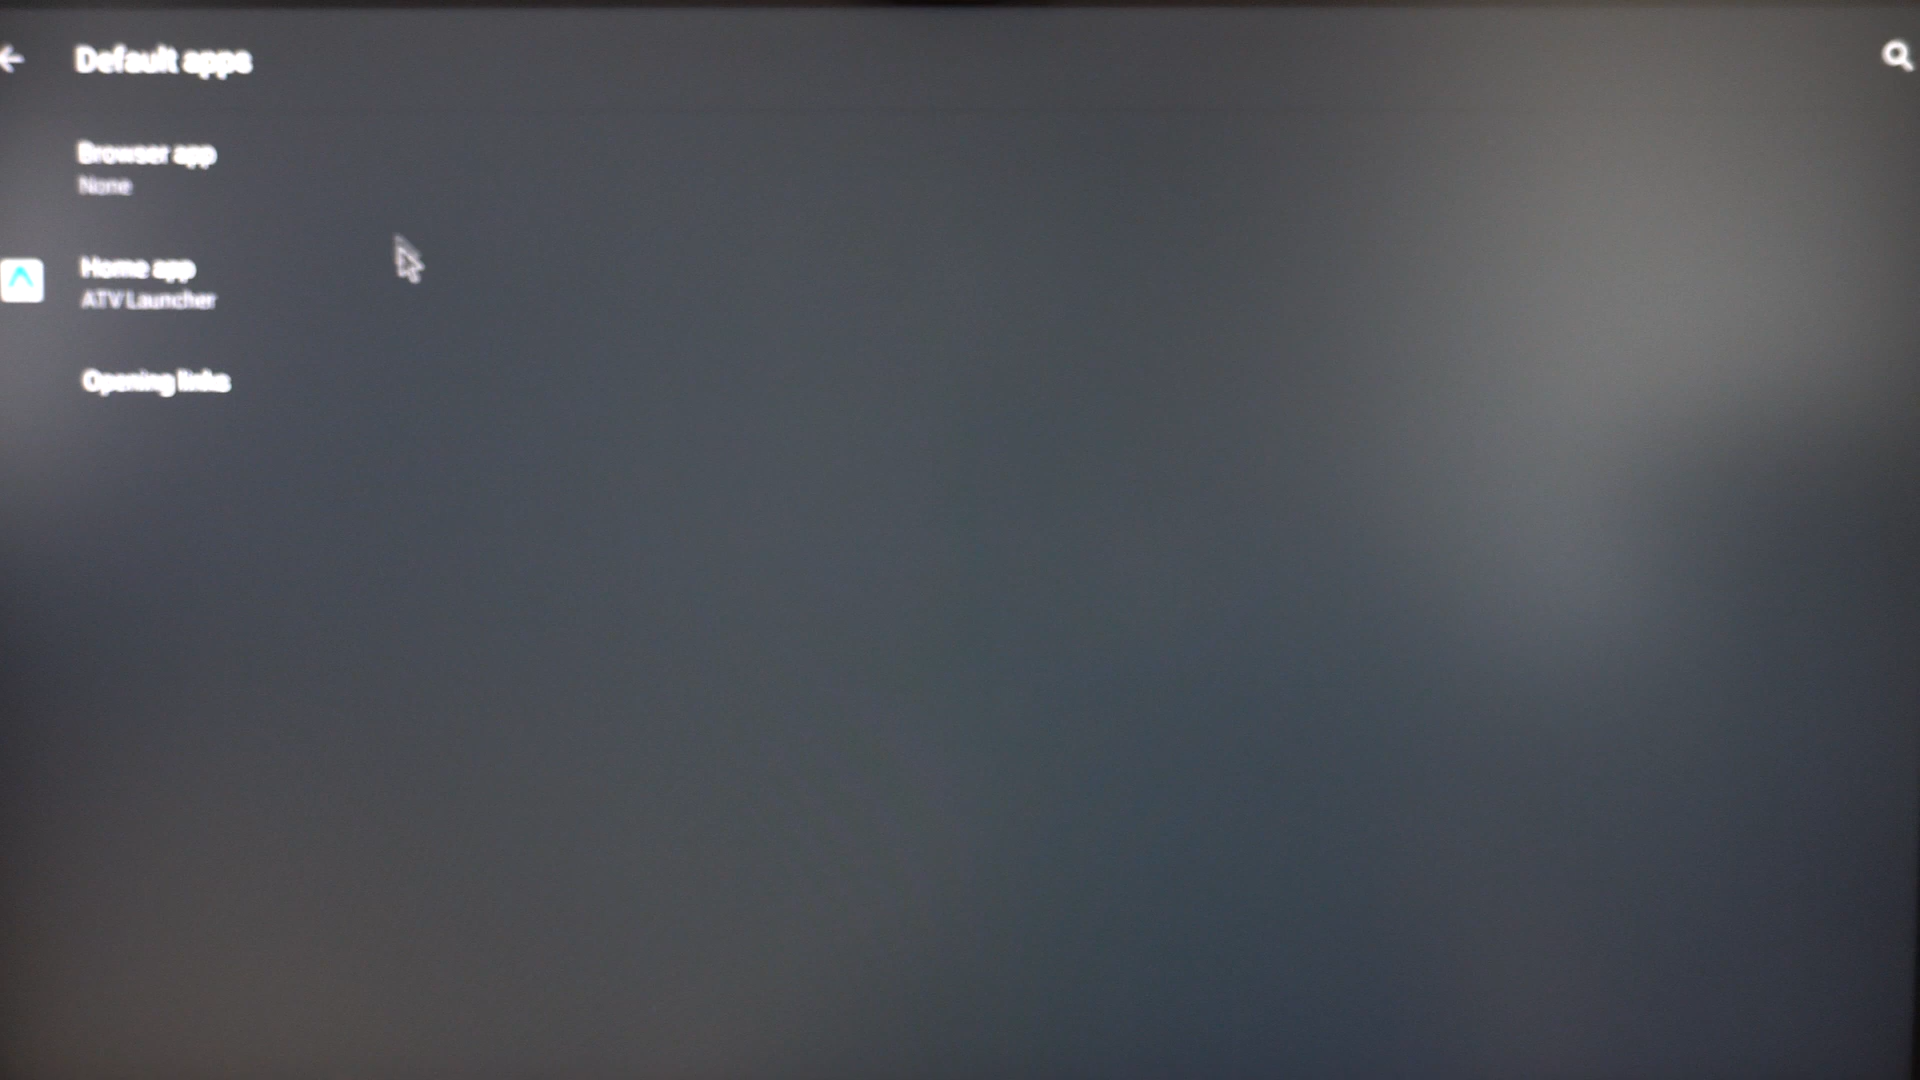 Default apps
Browser app
None
Home app
ATV Launcher
Opening links